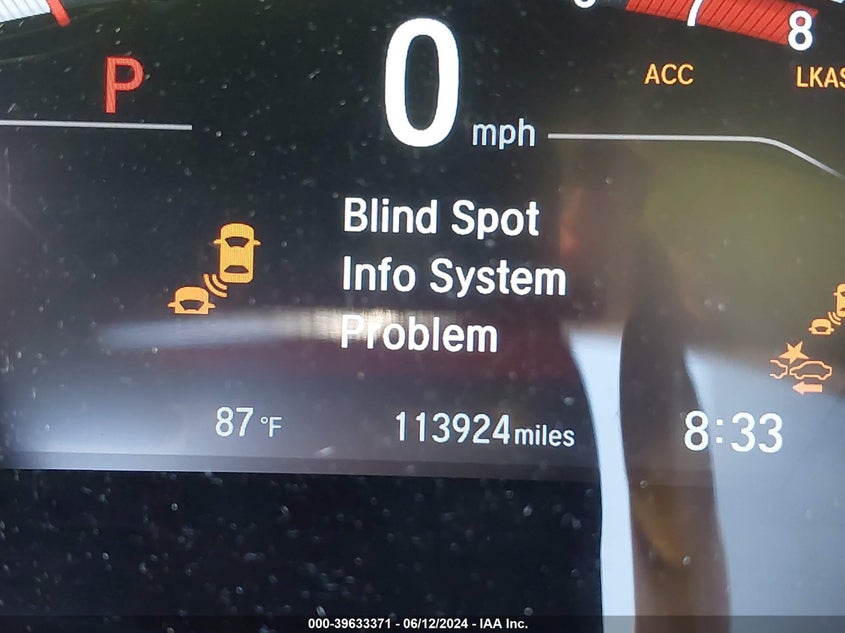 0
8
P
mph
ACC
LKAS
Blind Spot
Info System
Problem
87 °F
113924 miles
8:33
000-39633371 - 06/12/2024 - IAA Inc.